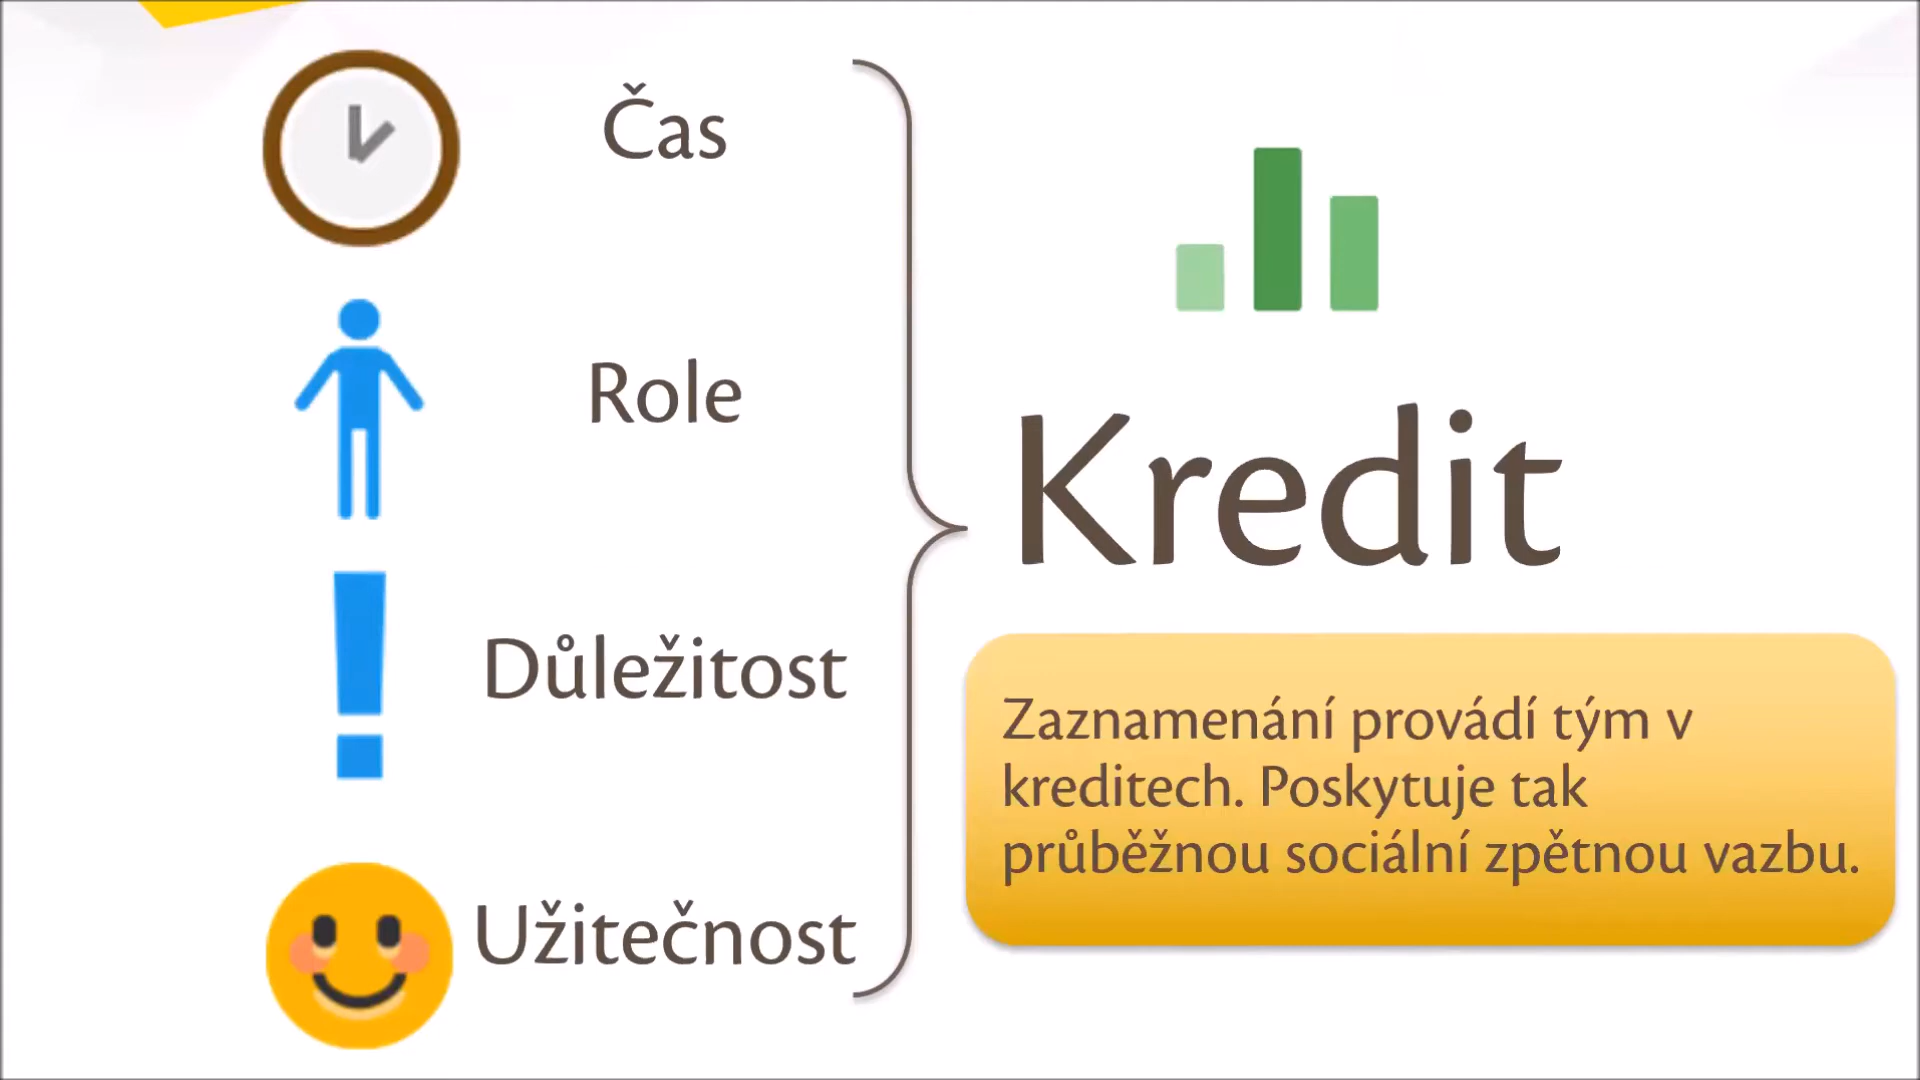 Čas
Role
Důležitost
Užitečnost
Kredit
Zaznamenání provádí tým v
kreditech. Poskytuje tak
průběžnou sociální zpětnou vazbu.